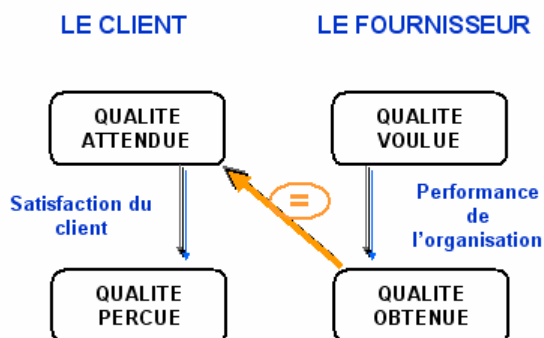 LE CLIENT
LE FOURNISSEUR
QUALITE
ATTENDUE
QUALITE
VOULUE
Satisfaction du
client
=
Performance
de
l'organisation
QUALITE
PERCUE
QUALITE
OBTENUE